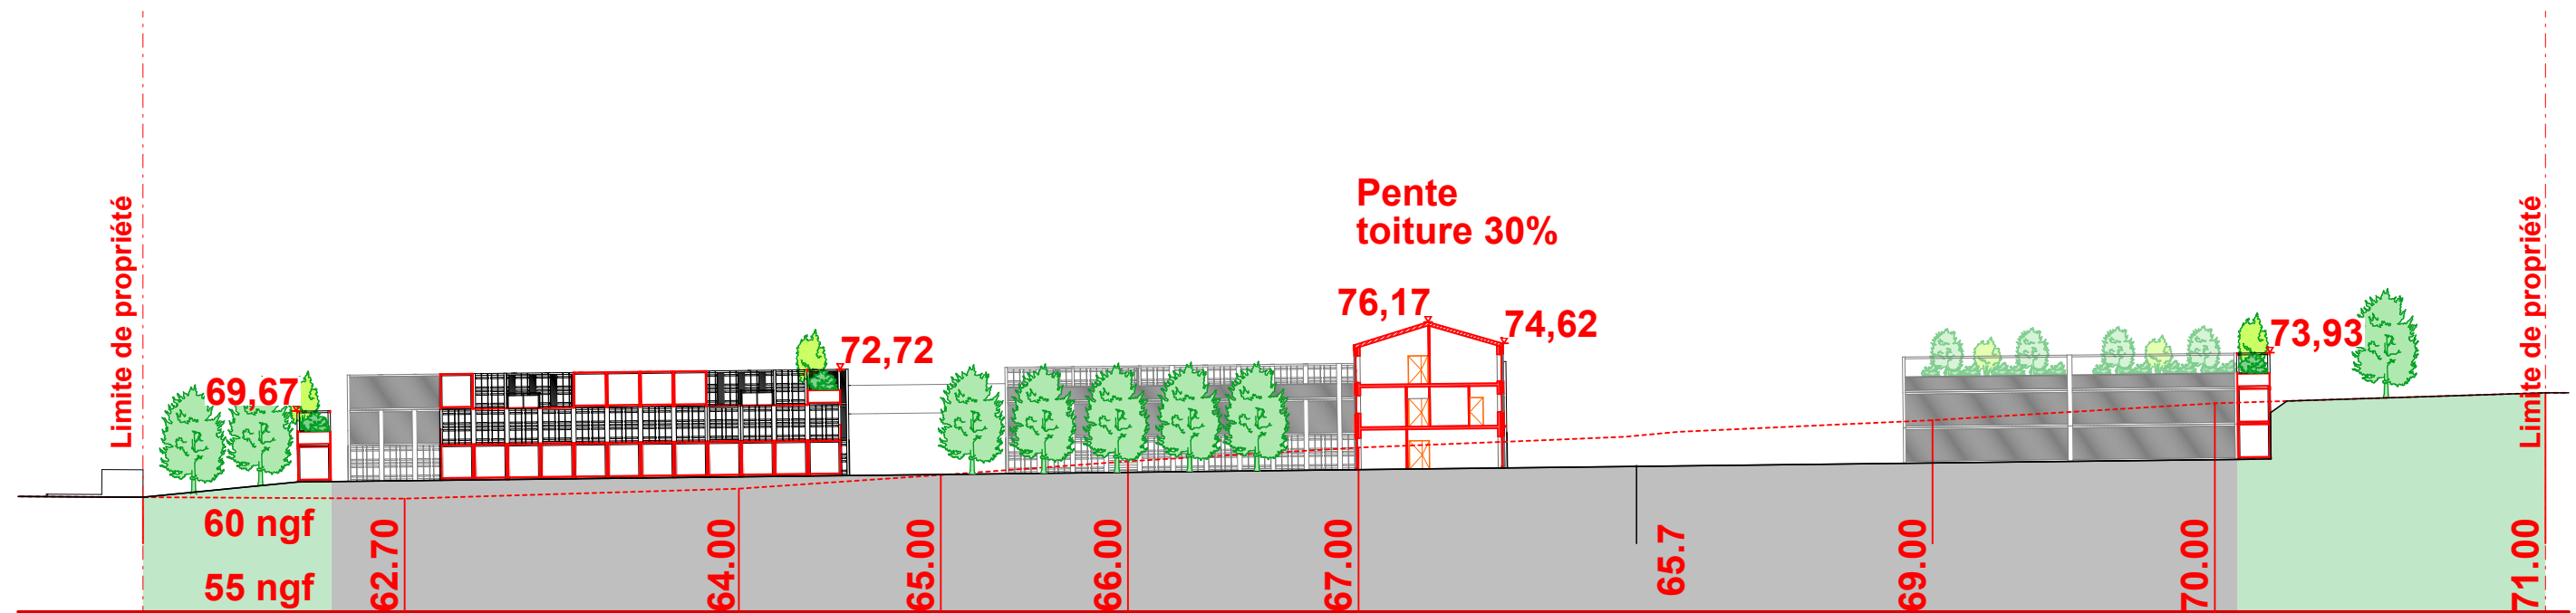 Limite de propriété
Pente
toiture 30%
Limite de propriété
76,17
74,62
72,72
73,93
69,67
60 ngf
55 ngf
62.70
64.00
65.00
66.00
67.00
65.7
69.00
70.00
71.00